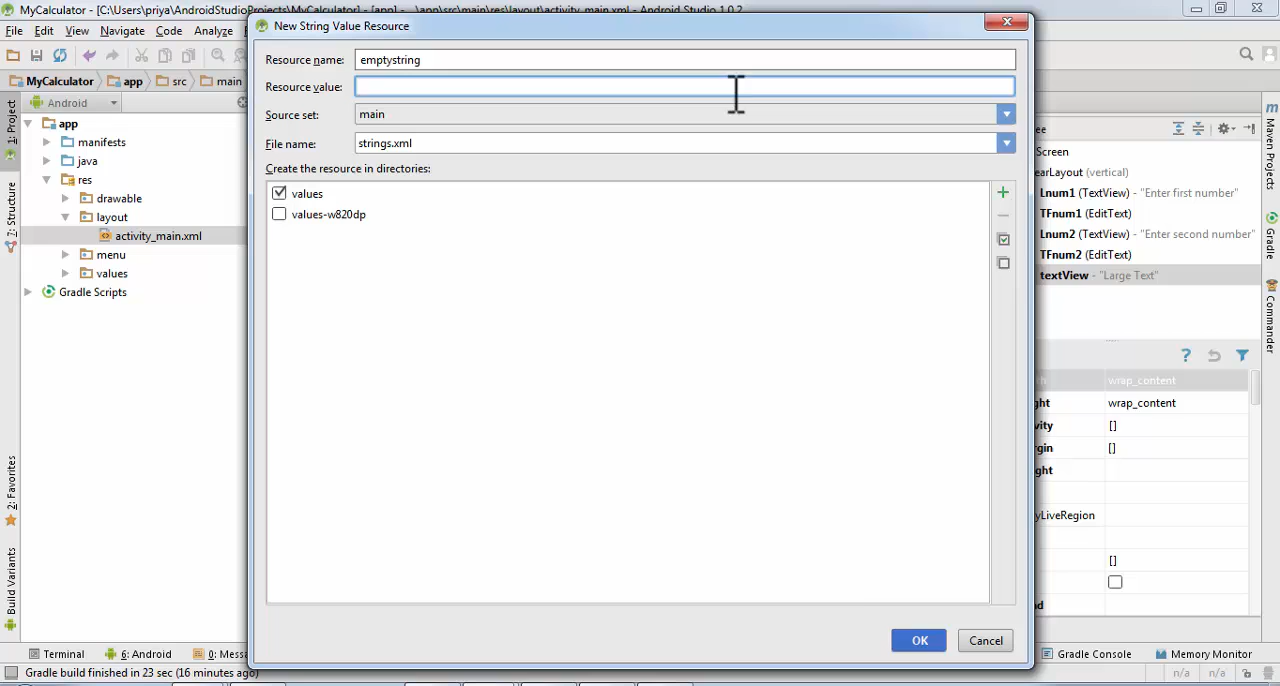 MyCalculator - [C:\Users\priya\AndroidStudioProjects\MyCalculator] - [app] - ...\app\src\main\res\layout\activity_main.xml - Android Studio 1.0.2
New String Value Resource
File Edit View Navigate Code Analyze
Resource name: emptystring
Resource value:
Source set: main
File name: strings.xml
Create the resource in directories:
values
values-w820dp
OK Cancel
MyCalculator app src main
Android
1: Project
7: Structure
2: Favorites
Build Variants
app
manifests
java
res
drawable
layout
activity_main.xml
menu
values
Gradle Scripts
ee
Screen
earLayout (vertical)
Lnum1 (TextView) - "Enter first number"
TFnum1 (EditText)
Lnum2 (TextView) - "Enter second number"
TFnum2 (EditText)
textView - "Large Text"
?
th wrap_content
ght wrap_content
vity []
rgin []
ght
yLiveRegion
[]
nd
Maven Projects
Gradle
Commander
Terminal 6: Android 0: Messa Gradle Console Memory Monitor
Gradle build finished in 23 sec (16 minutes ago) n/a n/a